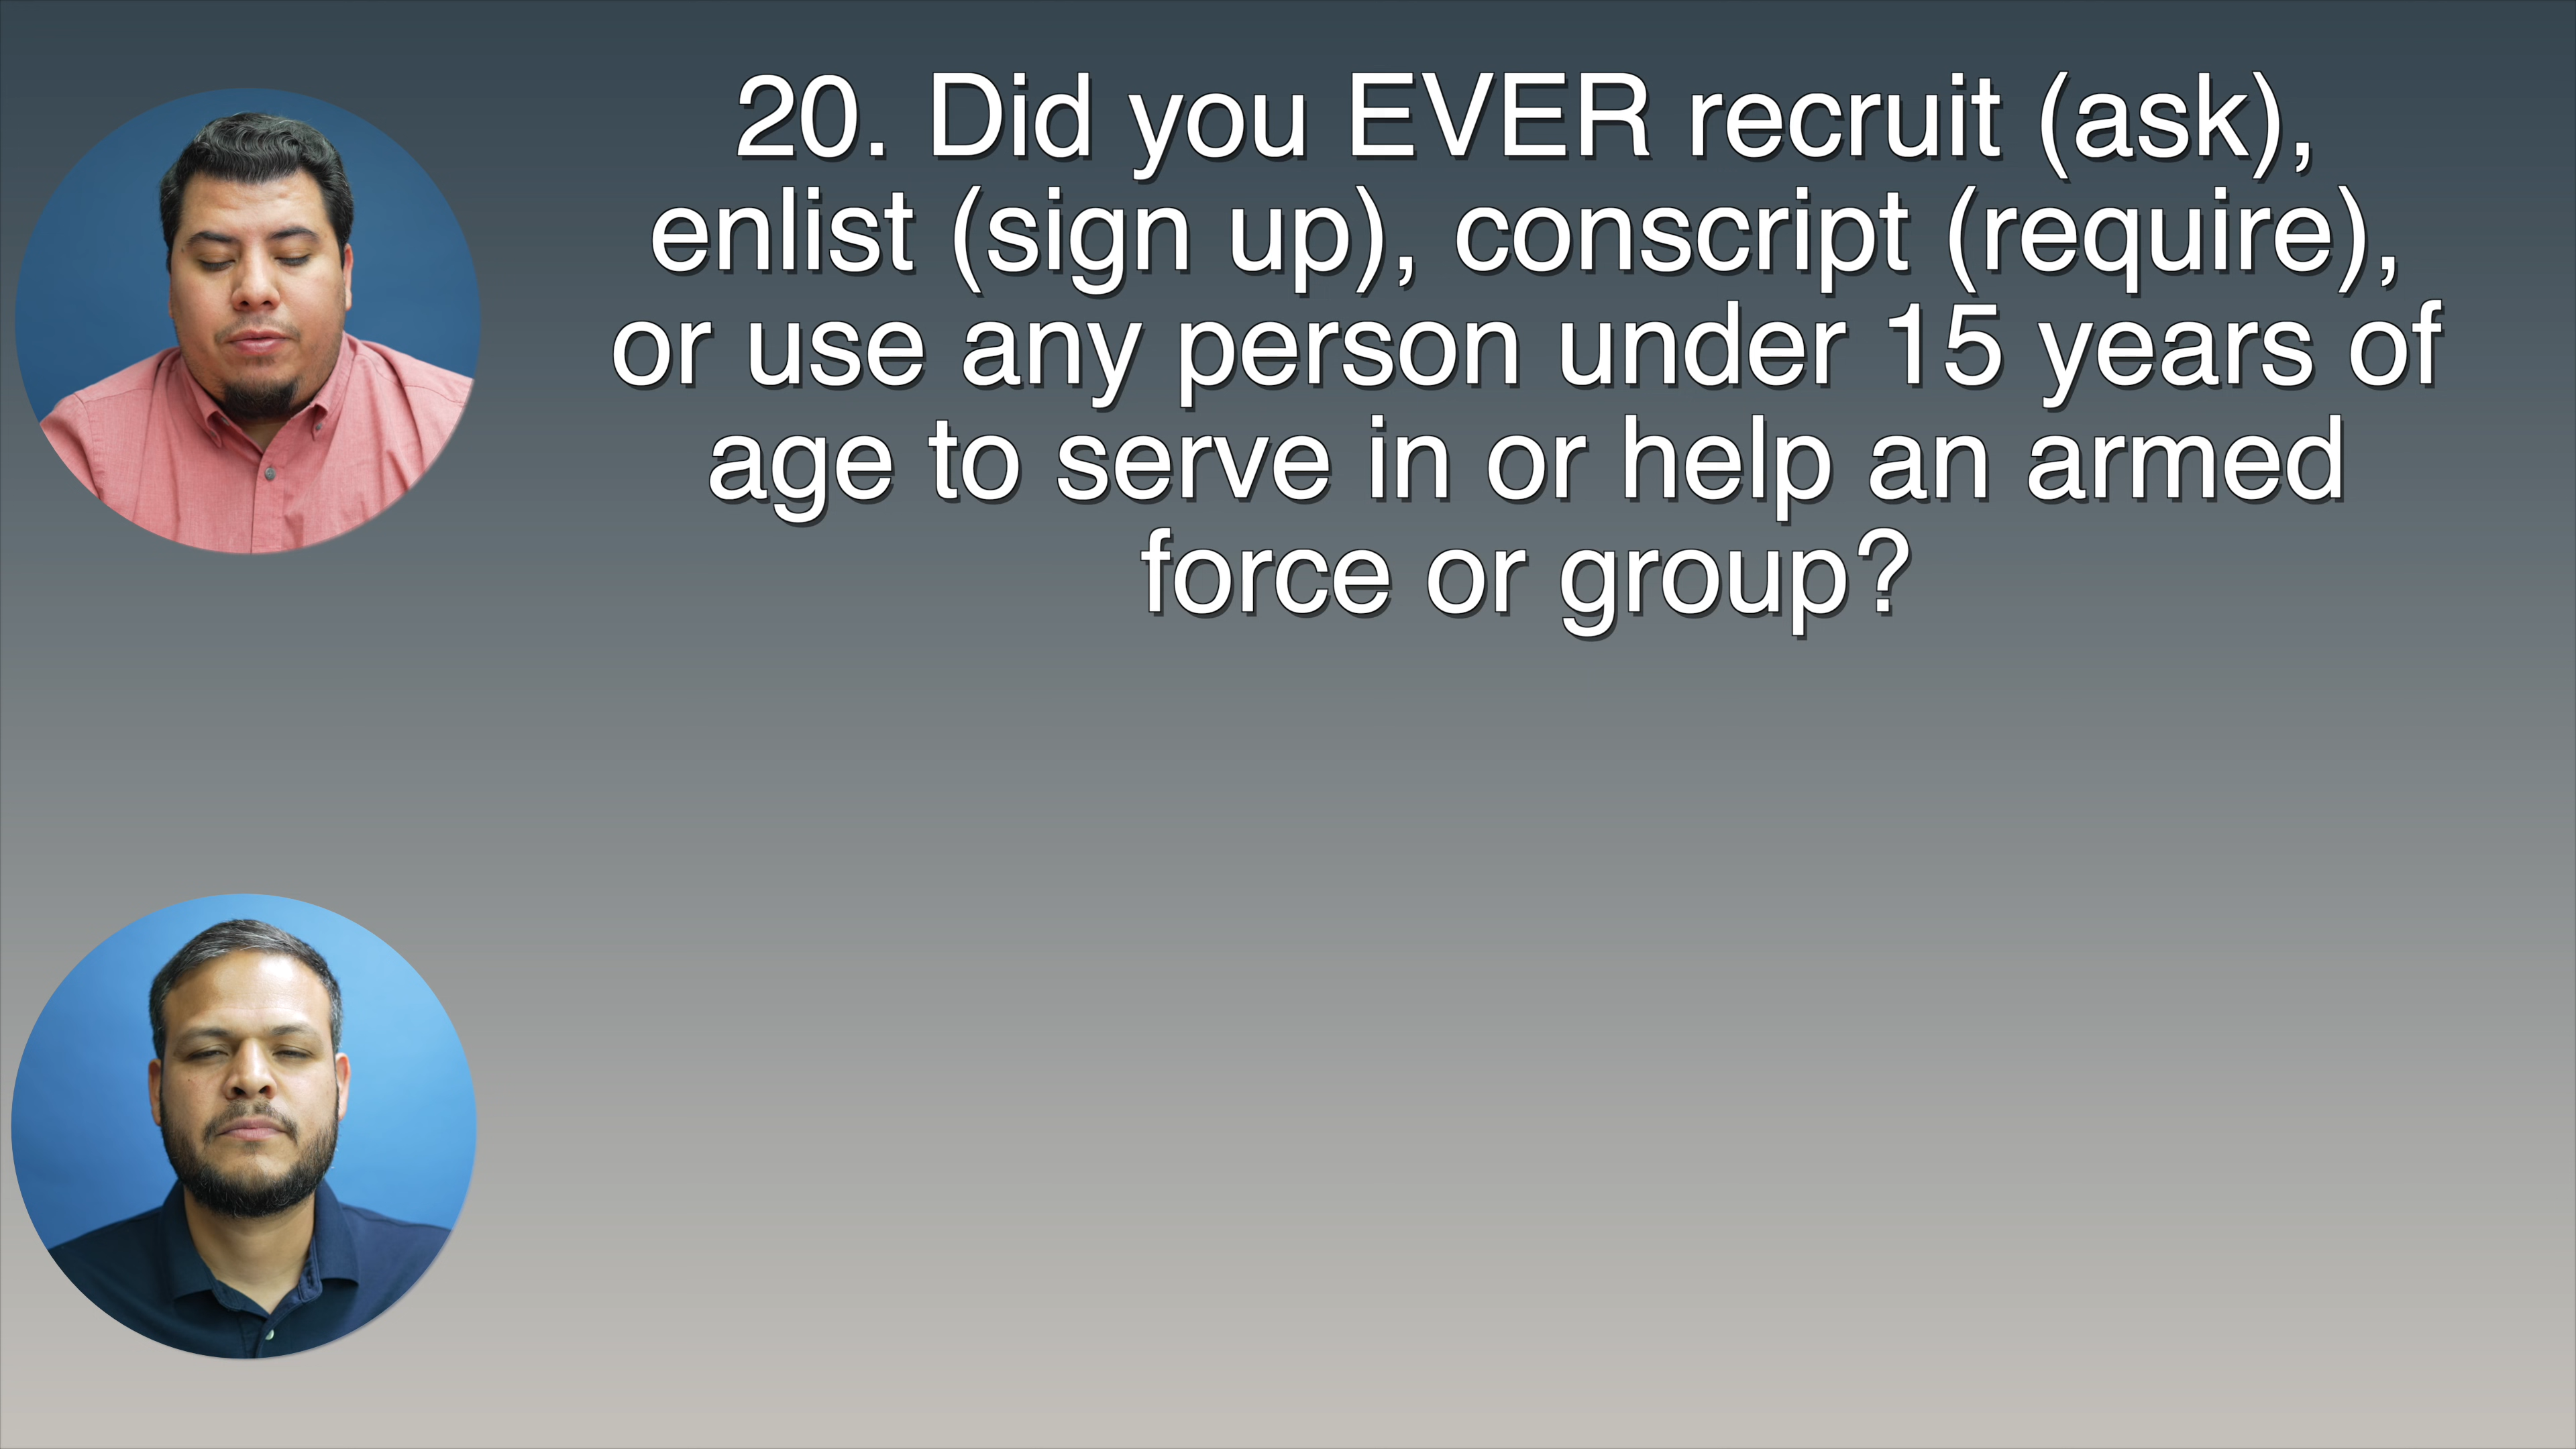 20. Did you EVER recruit (ask),
enlist (sign up), conscript (require),
or use any person under 15 years of
age to serve in or help an armed
force or group?